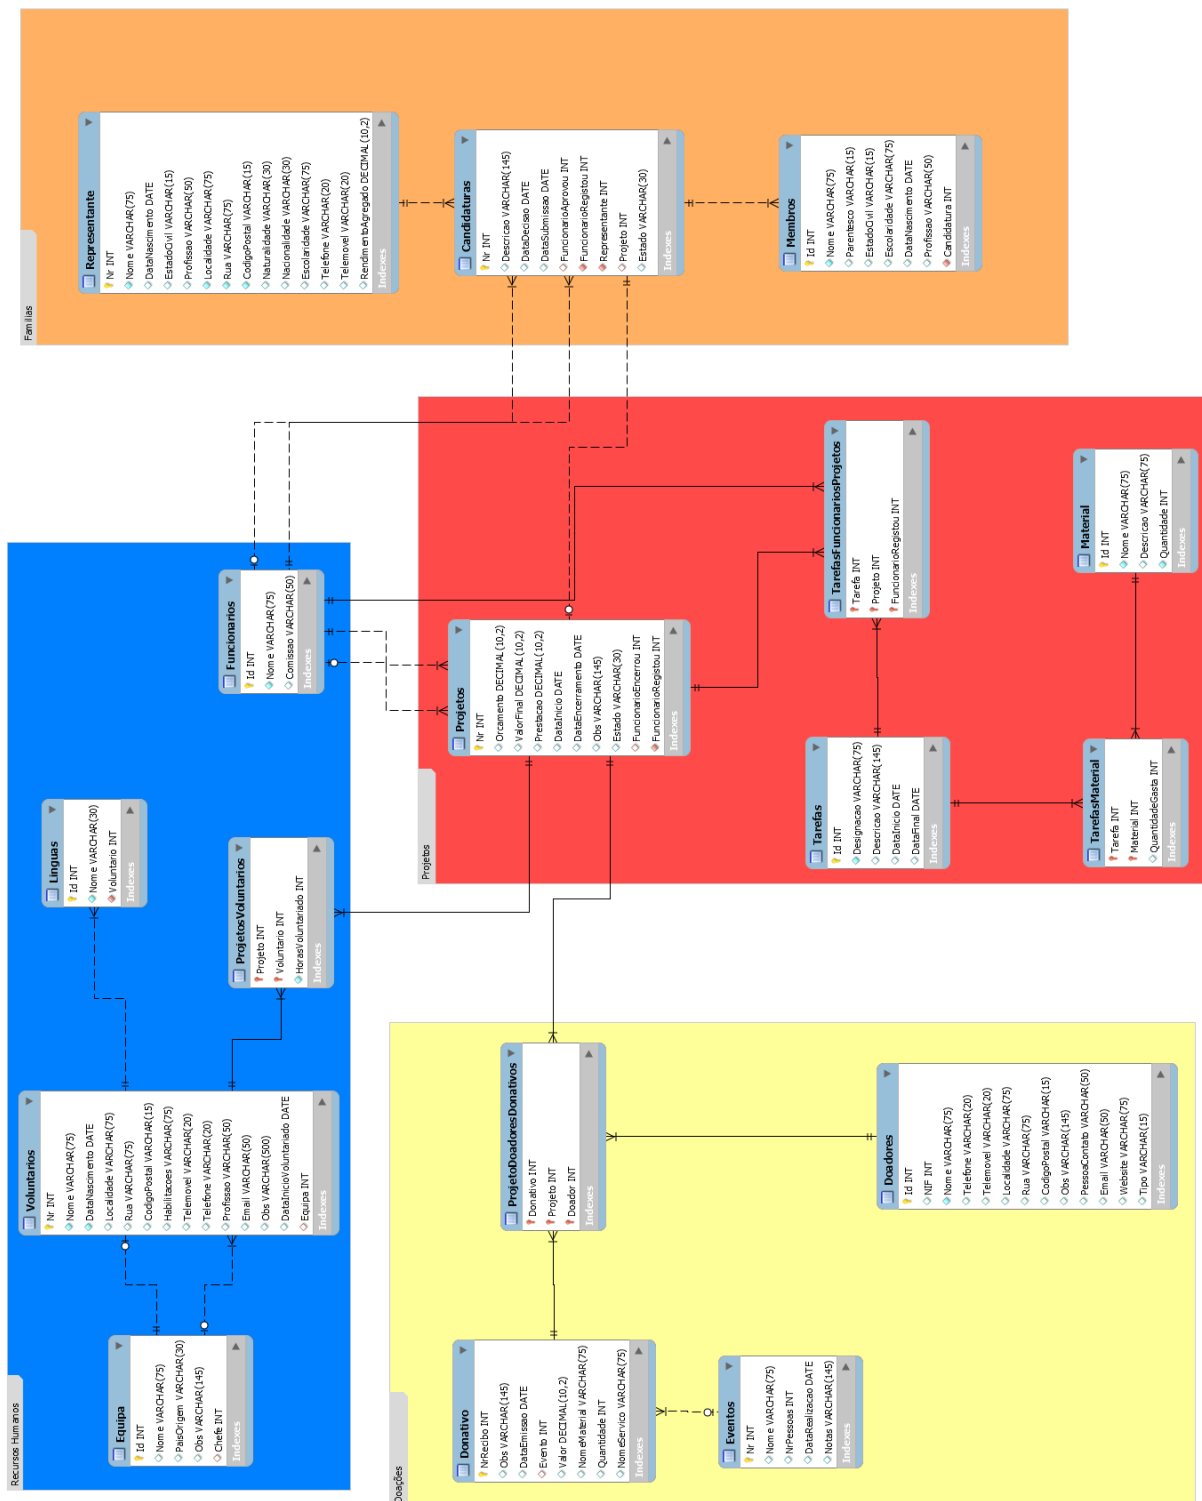 Familias
Representante
Nr INT
Nome VARCHAR(75)
DataNascimento DATE
EstadoCivil VARCHAR(15)
Profissao VARCHAR(50)
Localidade VARCHAR(75)
Rua VARCHAR(75)
CodigoPostal VARCHAR(15)
Naturalidade VARCHAR(30)
Nacionalidade VARCHAR(30)
Escolaridade VARCHAR(75)
Telefone VARCHAR(20)
Telemovel VARCHAR(20)
RendimentoAgregado DECIMAL(10,2)
Indexes
Candidaturas
Nr INT
Descricao VARCHAR(145)
DataDecisao DATE
DataSubmissao DATE
FuncionarioAprovou INT
FuncionarioRegistou INT
Representante INT
Projeto INT
Estado VARCHAR(30)
Indexes
Membros
Id INT
Nome VARCHAR(75)
Parentesco VARCHAR(15)
EstadoCivil VARCHAR(15)
Escolaridade VARCHAR(75)
DataNascimento DATE
Profissao VARCHAR(50)
Candidatura INT
Indexes
Recursos Humanos
Equipa
Id INT
Nome VARCHAR(75)
PaisOrigem VARCHAR(30)
Obs VARCHAR(145)
Chefe INT
Indexes
Voluntarios
Nr INT
Nome VARCHAR(75)
DataNascimento DATE
Localidade VARCHAR(75)
Rua VARCHAR(75)
CodigoPostal VARCHAR(15)
Habilitacoes VARCHAR(75)
Telemovel VARCHAR(20)
Telefone VARCHAR(20)
Profissao VARCHAR(50)
Email VARCHAR(50)
Obs VARCHAR(500)
DataInicioVoluntariado DATE
Equipa INT
Indexes
Linguas
Id INT
Nome VARCHAR(30)
Voluntario INT
Indexes
ProjetosVoluntarios
Projeto INT
Voluntario INT
HorasVoluntariado INT
Indexes
Funcionarios
Id INT
Nome VARCHAR(75)
Comissao VARCHAR(50)
Indexes
Projetos
Projetos
Nr INT
Orcamento DECIMAL(10,2)
ValorFinal DECIMAL(10,2)
Prestacao DECIMAL(10,2)
DataInicio DATE
DataEncerramento DATE
Obs VARCHAR(145)
Estado VARCHAR(30)
FuncionarioEncerrou INT
FuncionarioRegistou INT
Indexes
TarefasFuncionariosProjetos
Tarefa INT
Projeto INT
FuncionarioRegistou INT
Indexes
Tarefas
Id INT
Designacao VARCHAR(75)
Descricao VARCHAR(145)
DataInicio DATE
DataFinal DATE
Indexes
Material
Id INT
Nome VARCHAR(75)
Descricao VARCHAR(75)
Quantidade INT
Indexes
TarefasMaterial
Tarefa INT
Material INT
QuantidadeGasta INT
Indexes
Doações
Donativo
NrRecibo INT
Obs VARCHAR(145)
DataEmissao DATE
Evento INT
Valor DECIMAL(10,2)
NomeMaterial VARCHAR(75)
Quantidade INT
NomeServico VARCHAR(75)
Indexes
ProjetoDoadoresDonativos
Donativo INT
Projeto INT
Doador INT
Indexes
Eventos
Nr INT
Nome VARCHAR(75)
NrPessoas INT
DataRealizacao DATE
Notas VARCHAR(145)
Indexes
Doadores
Id INT
NIF INT
Nome VARCHAR(75)
Telefone VARCHAR(20)
Telemovel VARCHAR(20)
Localidade VARCHAR(75)
Rua VARCHAR(75)
CodigoPostal VARCHAR(15)
Obs VARCHAR(145)
PessoaContato VARCHAR(50)
Email VARCHAR(50)
Website VARCHAR(75)
Tipo VARCHAR(15)
Indexes